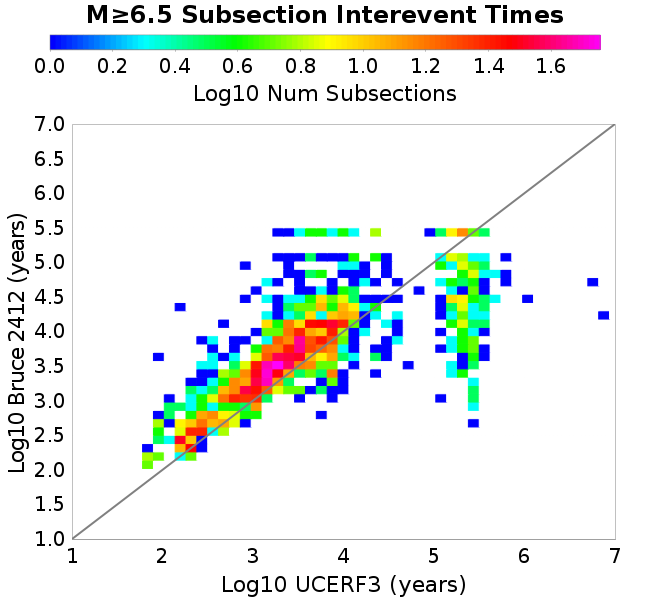 M≥6.5 Subsection Interevent Times
0.0 0.2 0.4 0.6 0.8 1.0 1.2 1.4 1.6
Log10 Num Subsections
7.0
6.5
6.0
5.5
5.0
4.5
4.0
3.5
3.0
2.5
2.0
1.5
1.0
Log10 Bruce 2412 (years)
1 2 3 4 5 6 7
Log10 UCERF3 (years)